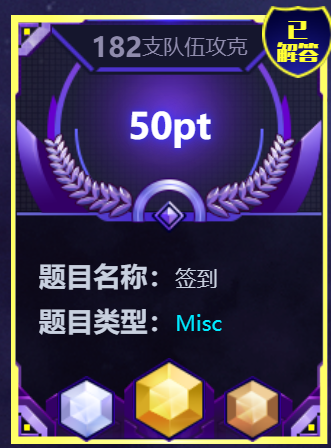 已
解答
182支队伍攻克
50pt
题目名称：签到
题目类型：Misc